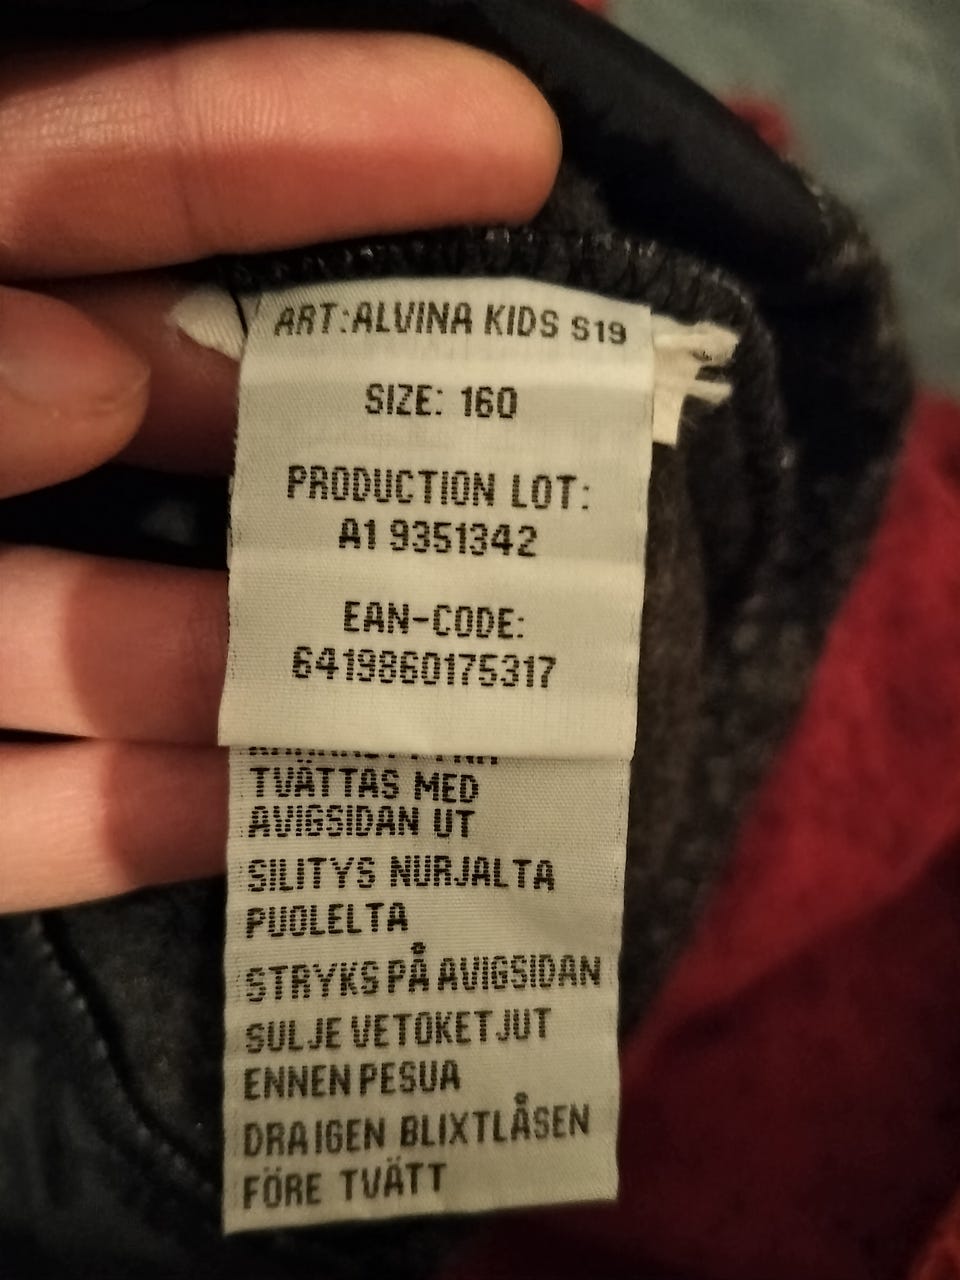 ART:ALVINA KIDS S19
SIZE: 160
PRODUCTION LOT:
A1 9351342
EAN-CODE:
6419860175317
TVÄTTAS MED
AVIGSIDAN UT
SILITYS NURJALTA
PUOLELTA
STRYKS PÅ AVIGSIDAN
SULJE VETOKETJUT
ENNEN PESUA
DRAIGEN BLIXTLÅSEN
FÖRE TVÄTT